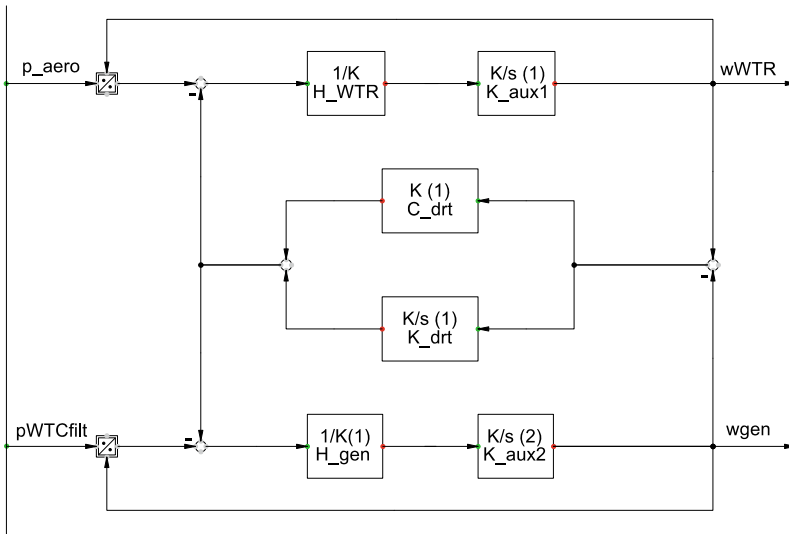 p_aero
1/K
H_WTR
K/s (1)
K_aux1
wWTR
-
K (1)
C_drt
-
K/s (1)
K_drt
pWTCfilt
-
1/K(1)
H_gen
K/s (2)
K_aux2
wgen